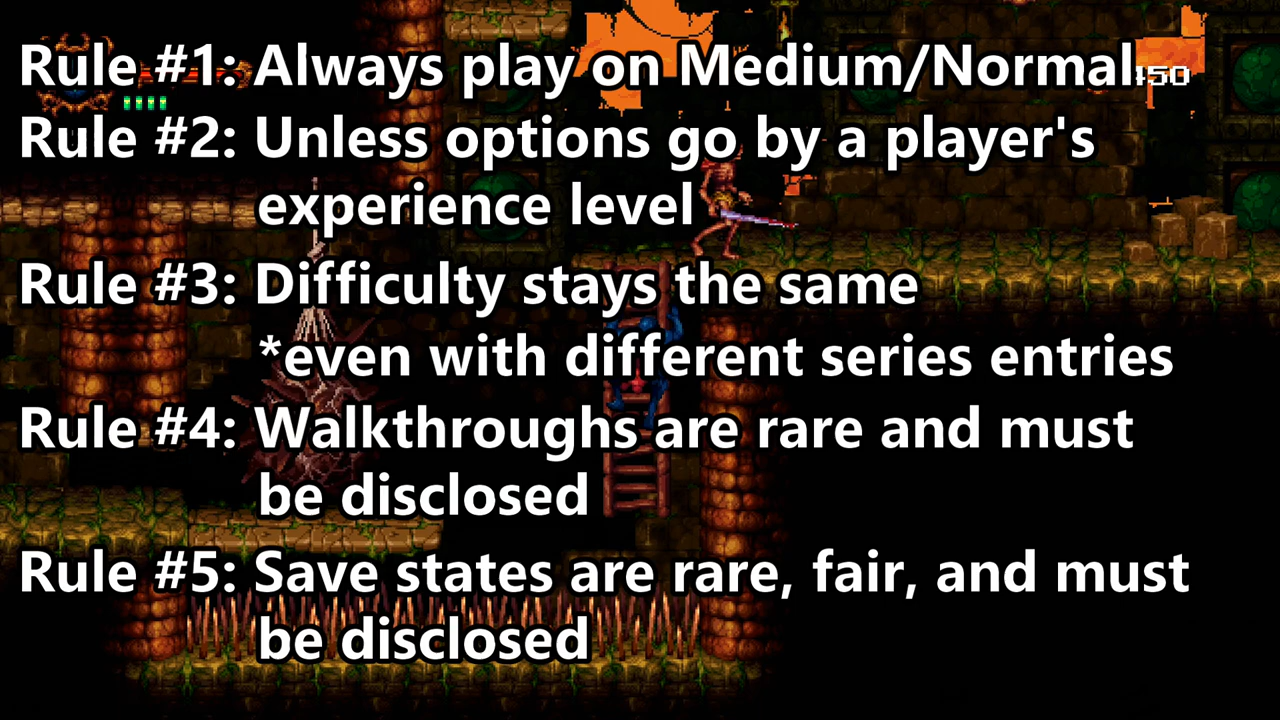 Rule #1: Always play on Medium/Normal.
Rule #2: Unless options go by a player's
experience level
Rule #3: Difficulty stays the same
*even with different series entries
Rule #4: Walkthroughs are rare and must
be disclosed
Rule #5: Save states are rare, fair, and must
be disclosed